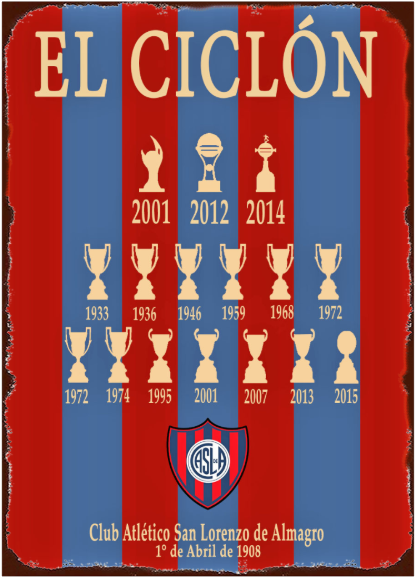 EL CICLÓN
2001 2012 2014
1933 1936 1946 1959 1968 1972
1972 1974 1995 2001 2007 2013 2015
CASLA
Club Atlético San Lorenzo de Almagro
1º de Abril de 1908